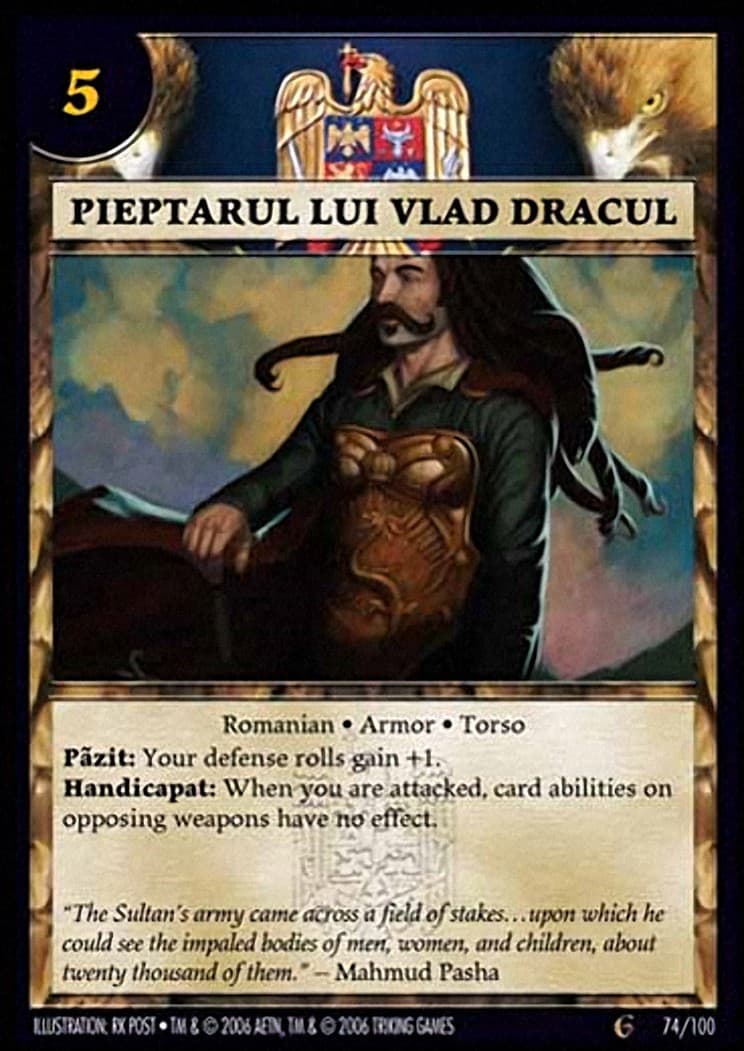 5
PIEPTARUL LUI VLAD DRACUL
Romanian • Armor • Torso
Pãzit: Your defense rolls gain +1.
Handicapat: When you are attacked, card abilities on
opposing weapons have no effect.
"The Sultan's army came across a field of stakes...upon which he
could see the impaled bodies of men, women, and children, about
twenty thousand of them." – Mahmud Pasha
ILLUSTRATION: RK POST • TM & © 2006 AETN, TM & © 2006 TRIKING GAMES
G 74/100